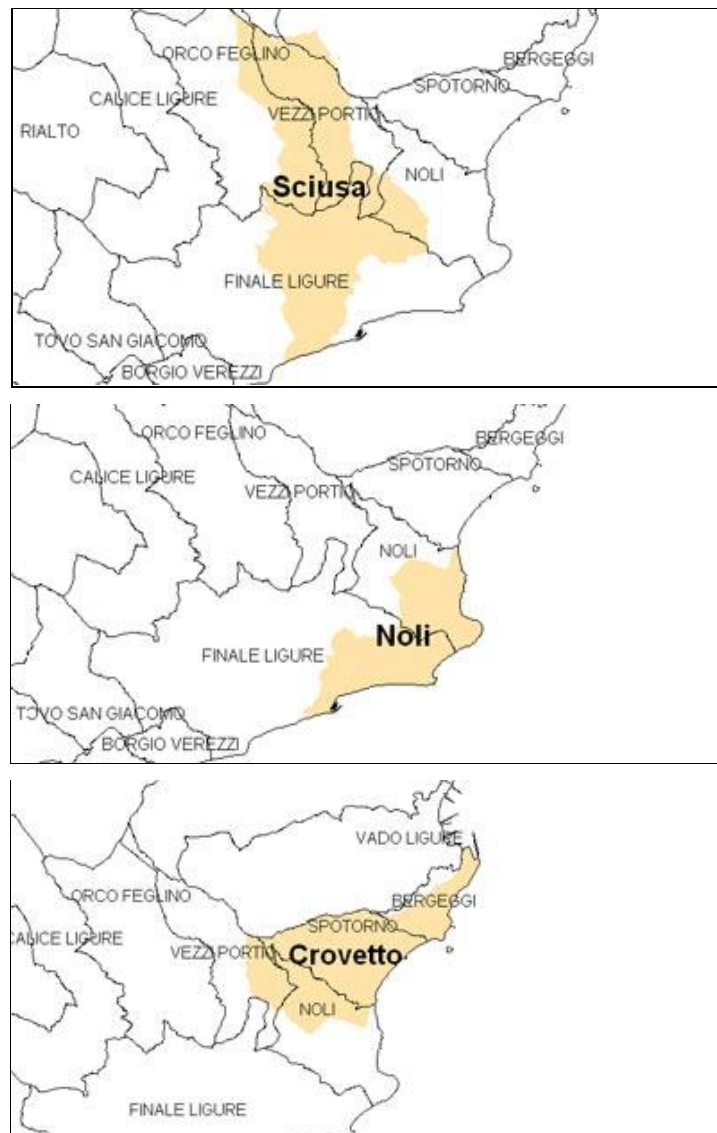 ORCO FEGLINO
BERGEGGI
SPOTORNO
CALICE LIGURE
VEZZI PORTIO
RIALTO
NOLI
Sciusa
FINALE LIGURE
TOVO SAN GIACOMO
BORGIO VEREZZI
ORCO FEGLINO
BERGEGGI
SPOTORNO
CALICE LIGURE
VEZZI PORTIO
NOLI
Noli
FINALE LIGURE
TOVO SAN GIACOMO
BORGIO VEREZZI
VADO LIGURE
ORCO FEGLINO
BERGEGGI
SPOTORNO
CALICE LIGURE
VEZZI PORTIO
Crovetto
NOLI
FINALE LIGURE